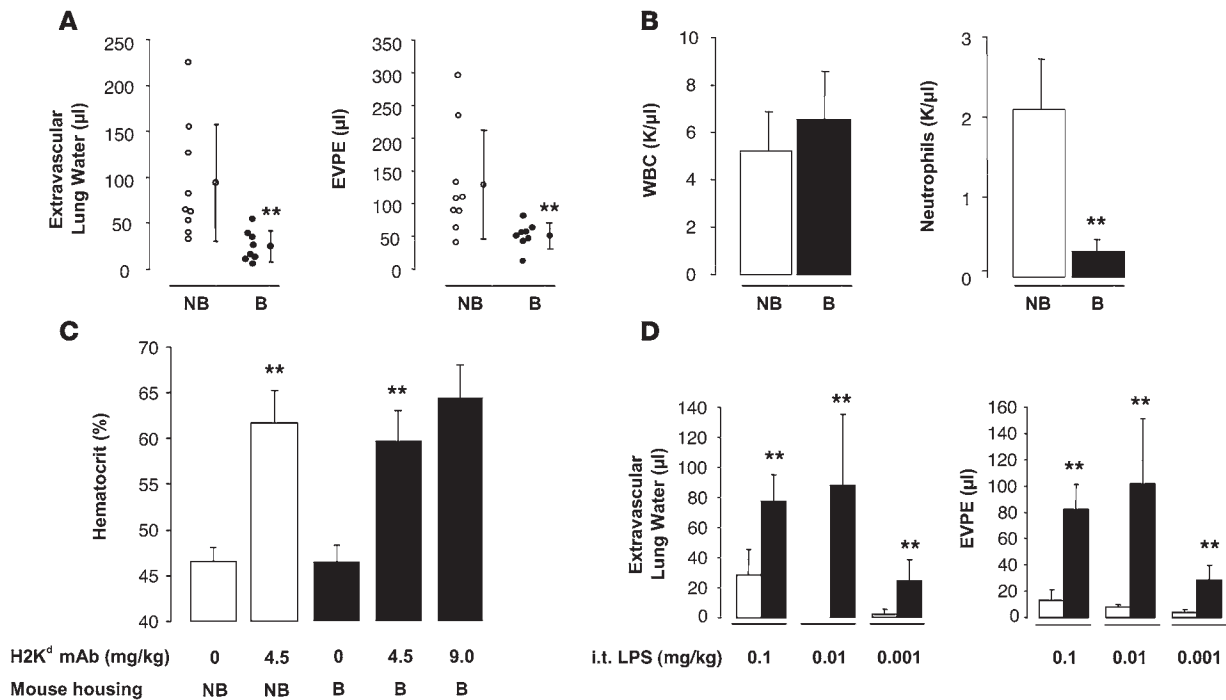 A
Extravascular
Lung Water (µl)
250
200
150
100
50
0
**
NB
B
EVPE (µl)
350
300
250
200
150
100
50
0
**
NB
B
B
WBC (K/µl)
10
8
6
4
2
0
NB
B
Neutrophils (K/µl)
3
2
1
0
**
NB
B
C
Hematocrit (%)
70
65
60
55
50
45
40
**
**
H2Kᵈ mAb (mg/kg) 0 4.5 0 4.5 9.0
Mouse housing NB NB B B B
D
Extravascular
Lung Water (µl)
140
120
100
80
60
40
20
0
**
**
**
EVPE (µl)
160
140
120
100
80
60
40
20
0
**
**
**
i.t. LPS (mg/kg) 0.1 0.01 0.001 0.1 0.01 0.001